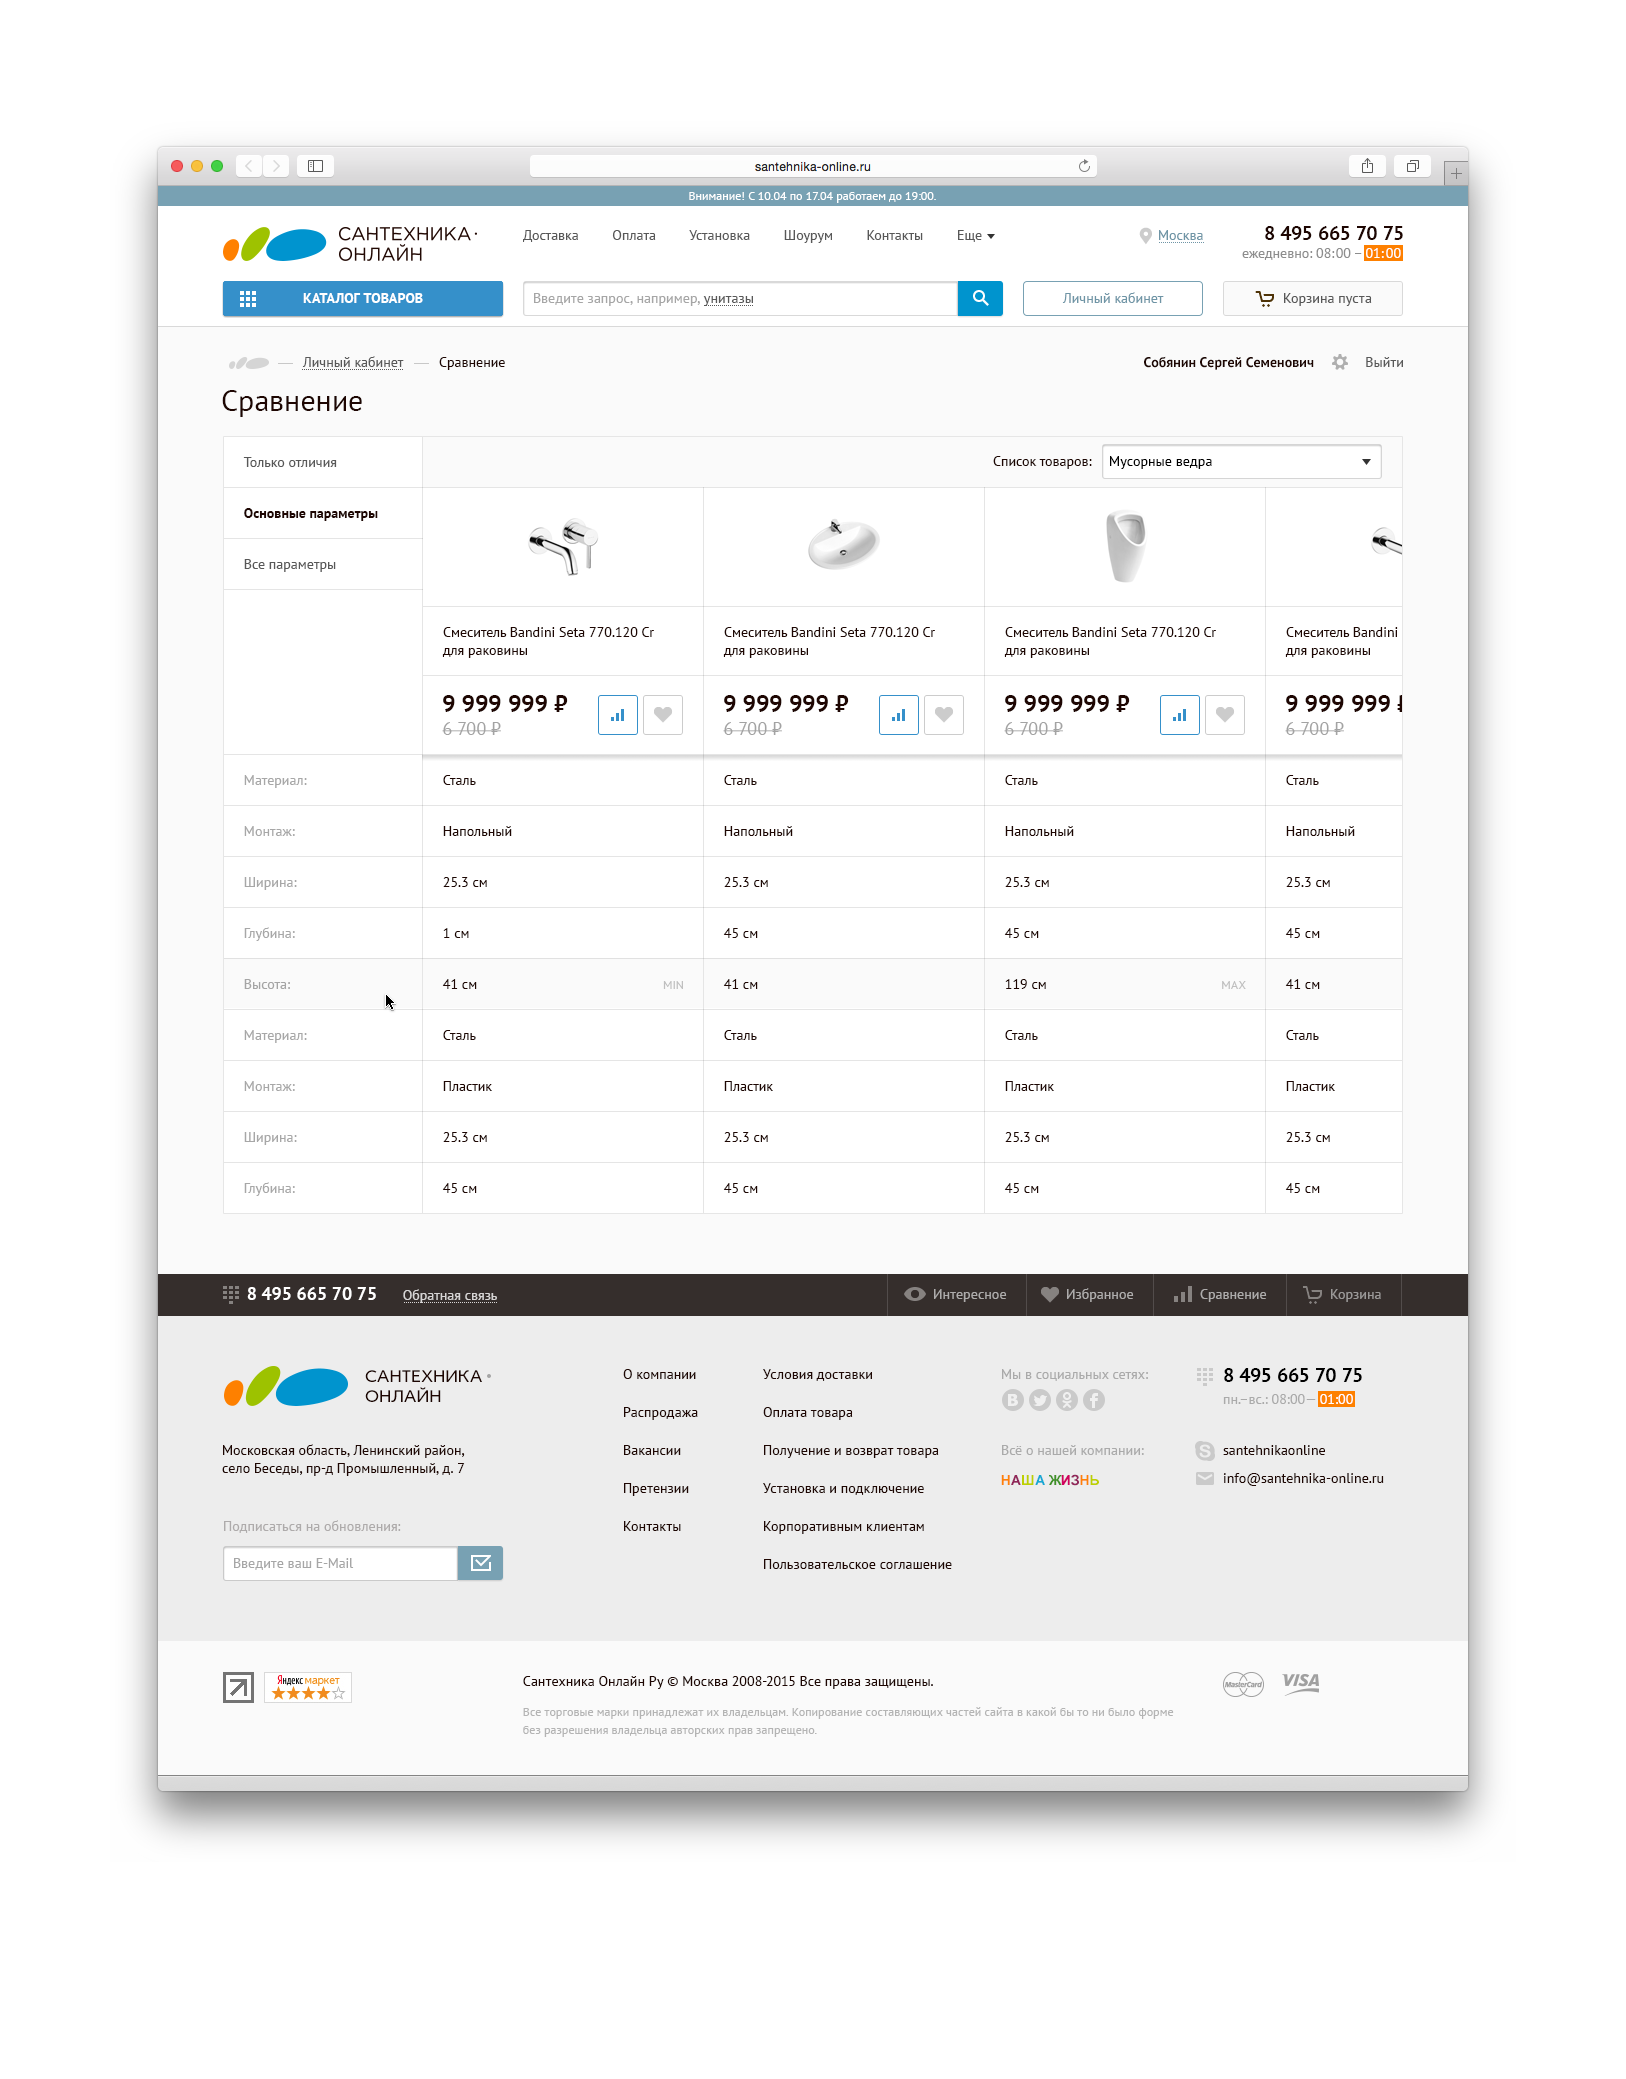 santehnika-online.ru
Внимание! С 10.04 по 17.04 работаем до 19:00.
САНТЕХНИКА
ОНЛАЙН
Доставка Оплата Установка Шоурум Контакты Еще
Москва
8 495 665 70 75
ежедневно: 08:00 – 01:00
КАТАЛОГ ТОВАРОВ
Введите запрос, например, унитазы
Личный кабинет
Корзина пуста
Личный кабинет — Сравнение
Собянин Сергей Семенович Выйти
Сравнение
Только отличия
Список товаров: Мусорные ведра
Основные параметры
Все параметры
Смеситель Bandini Seta 770.120 Cr
для раковины
Смеситель Bandini Seta 770.120 Cr
для раковины
Смеситель Bandini Seta 770.120 Cr
для раковины
Смеситель Bandini
для раковины
9 999 999 ₽ 9 999 999 ₽ 9 999 999 ₽ 9 999 999 ₽
6 700 ₽ 6 700 ₽ 6 700 ₽ 6 700 ₽
Материал: Сталь Сталь Сталь Сталь
Монтаж: Напольный Напольный Напольный Напольный
Ширина: 25.3 см 25.3 см 25.3 см 25.3 см
Глубина: 1 см 45 см 45 см 45 см
Высота: 41 см MIN 41 см 119 см MAX 41 см
Материал: Сталь Сталь Сталь Сталь
Монтаж: Пластик Пластик Пластик Пластик
Ширина: 25.3 см 25.3 см 25.3 см 25.3 см
Глубина: 45 см 45 см 45 см 45 см
8 495 665 70 75 Обратная связь Интересное Избранное Сравнение Корзина
САНТЕХНИКА
ОНЛАЙН
Московская область, Ленинский район,
село Беседы, пр-д Промышленный, д. 7
Подписаться на обновления:
Введите ваш E-Mail
О компании
Распродажа
Вакансии
Претензии
Контакты
Условия доставки
Оплата товара
Получение и возврат товара
Установка и подключение
Корпоративным клиентам
Пользовательское соглашение
Мы в социальных сетях:
Всё о нашей компании:
НАША ЖИЗНЬ
8 495 665 70 75
пн.–вс.: 08:00— 01:00
santehnikaonline
info@santehnika-online.ru
Яндекс маркет
Сантехника Онлайн Ру © Москва 2008-2015 Все права защищены.
Все торговые марки принадлежат их владельцам. Копирование составляющих частей сайта в какой бы то ни было форме
без разрешения владельца авторских прав запрещено.
MasterCard VISA